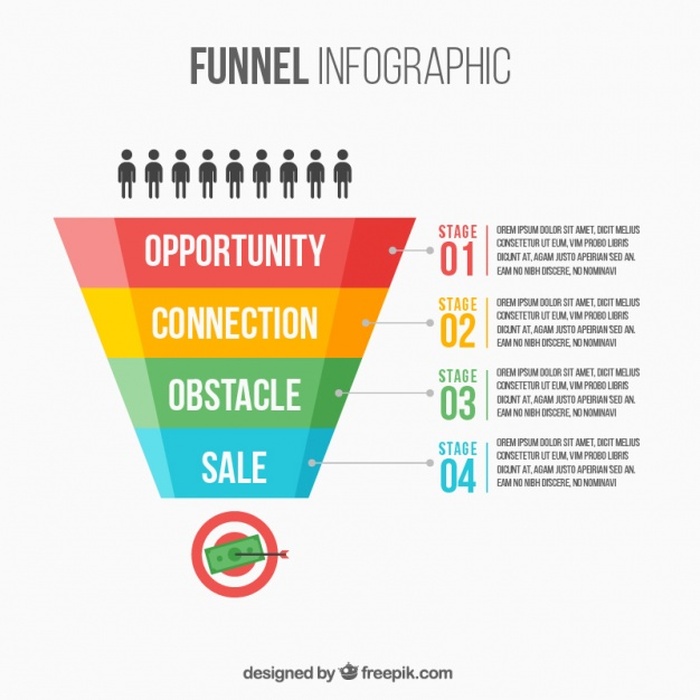 FUNNEL INFOGRAPHIC
OPPORTUNITY
STAGE
01
OREM IPSUM DOLOR SIT AMET, DICIT MELIUS
CONSETETUR UT EUM, VIM PROBO LIBRIS
DICUNT AT, AGAM JUSTO APERIAN SED AN.
EAM NO NIBH DISCERE, NO NOMINAVI
CONNECTION
STAGE
02
OREM IPSUM DOLOR SIT AMET, DICIT MELIUS
CONSETETUR UT EUM, VIM PROBO LIBRIS
DICUNT AT, AGAM JUSTO APERIAN SED AN.
EAM NO NIBH DISCERE, NO NOMINAVI
OBSTACLE
STAGE
03
OREM IPSUM DOLOR SIT AMET, DICIT MELIUS
CONSETETUR UT EUM, VIM PROBO LIBRIS
DICUNT AT, AGAM JUSTO APERIAN SED AN.
EAM NO NIBH DISCERE, NO NOMINAVI
SALE
STAGE
04
OREM IPSUM DOLOR SIT AMET, DICIT MELIUS
CONSETETUR UT EUM, VIM PROBO LIBRIS
DICUNT AT, AGAM JUSTO APERIAN SED AN.
EAM NO NIBH DISCERE, NO NOMINAVI
designed by freepik.com